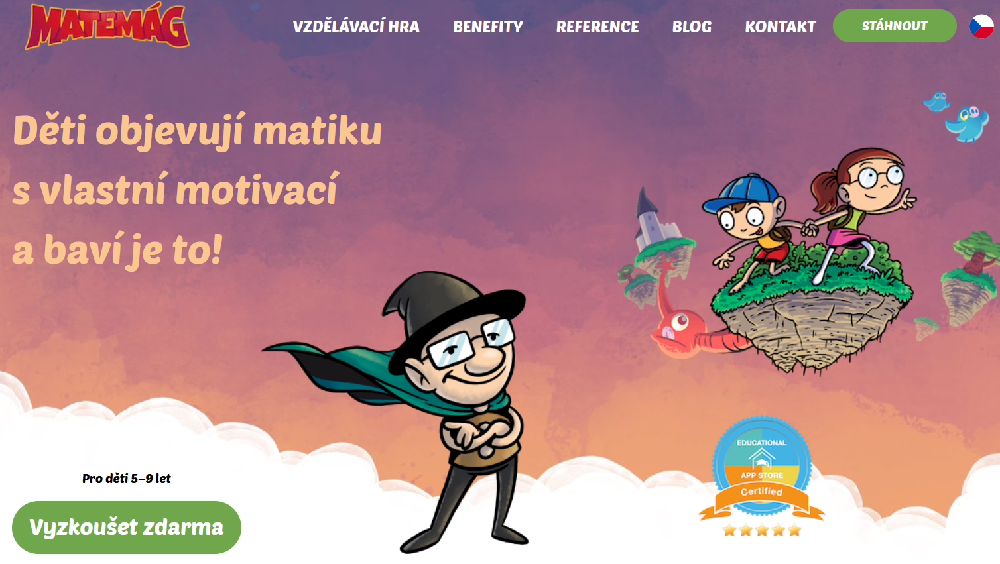 MATEMÁG
VZDĚLÁVACÍ HRA
BENEFITY
REFERENCE
BLOG
KONTAKT
STÁHNOUT
Děti objevují matiku
s vlastní motivací
a baví je to!
Pro děti 5–9 let
Vyzkoušet zdarma
EDUCATIONAL
APP STORE
Certified